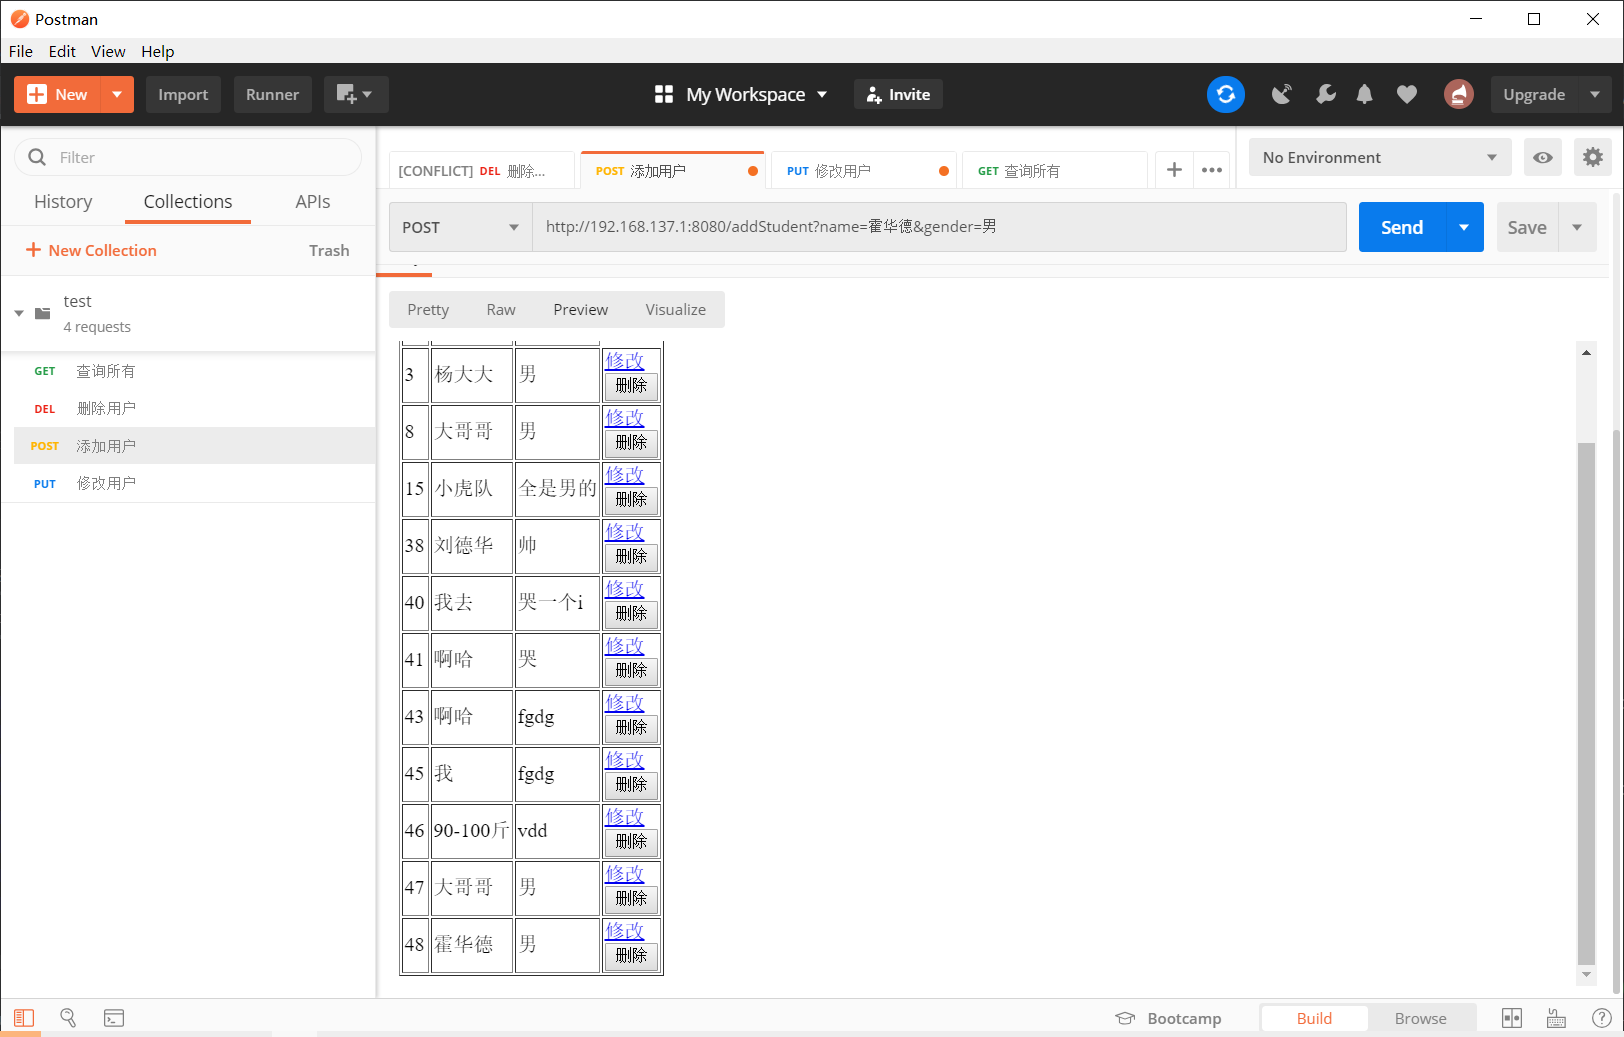 Postman
File Edit View Help
New Import Runner My Workspace Invite Upgrade
Filter
History Collections APIs
New Collection Trash
test
4 requests
GET 查询所有
DEL 删除用户
POST 添加用户
PUT 修改用户
[CONFLICT] DEL 删除... POST 添加用户 PUT 修改用户 GET 查询所有
No Environment
POST http://192.168.137.1:8080/addStudent?name=霍华德&gender=男 Send Save
Pretty Raw Preview Visualize
3 杨大大 男 修改
删除
8 大哥哥 男 修改
删除
15 小虎队 全是男的 修改
删除
38 刘德华 帅 修改
删除
40 我去 哭一个i 修改
删除
41 啊哈 哭 修改
删除
43 啊哈 fgdg 修改
删除
45 我 fgdg 修改
删除
46 90-100斤 vdd 修改
删除
47 大哥哥 男 修改
删除
48 霍华德 男 修改
删除
Bootcamp Build Browse